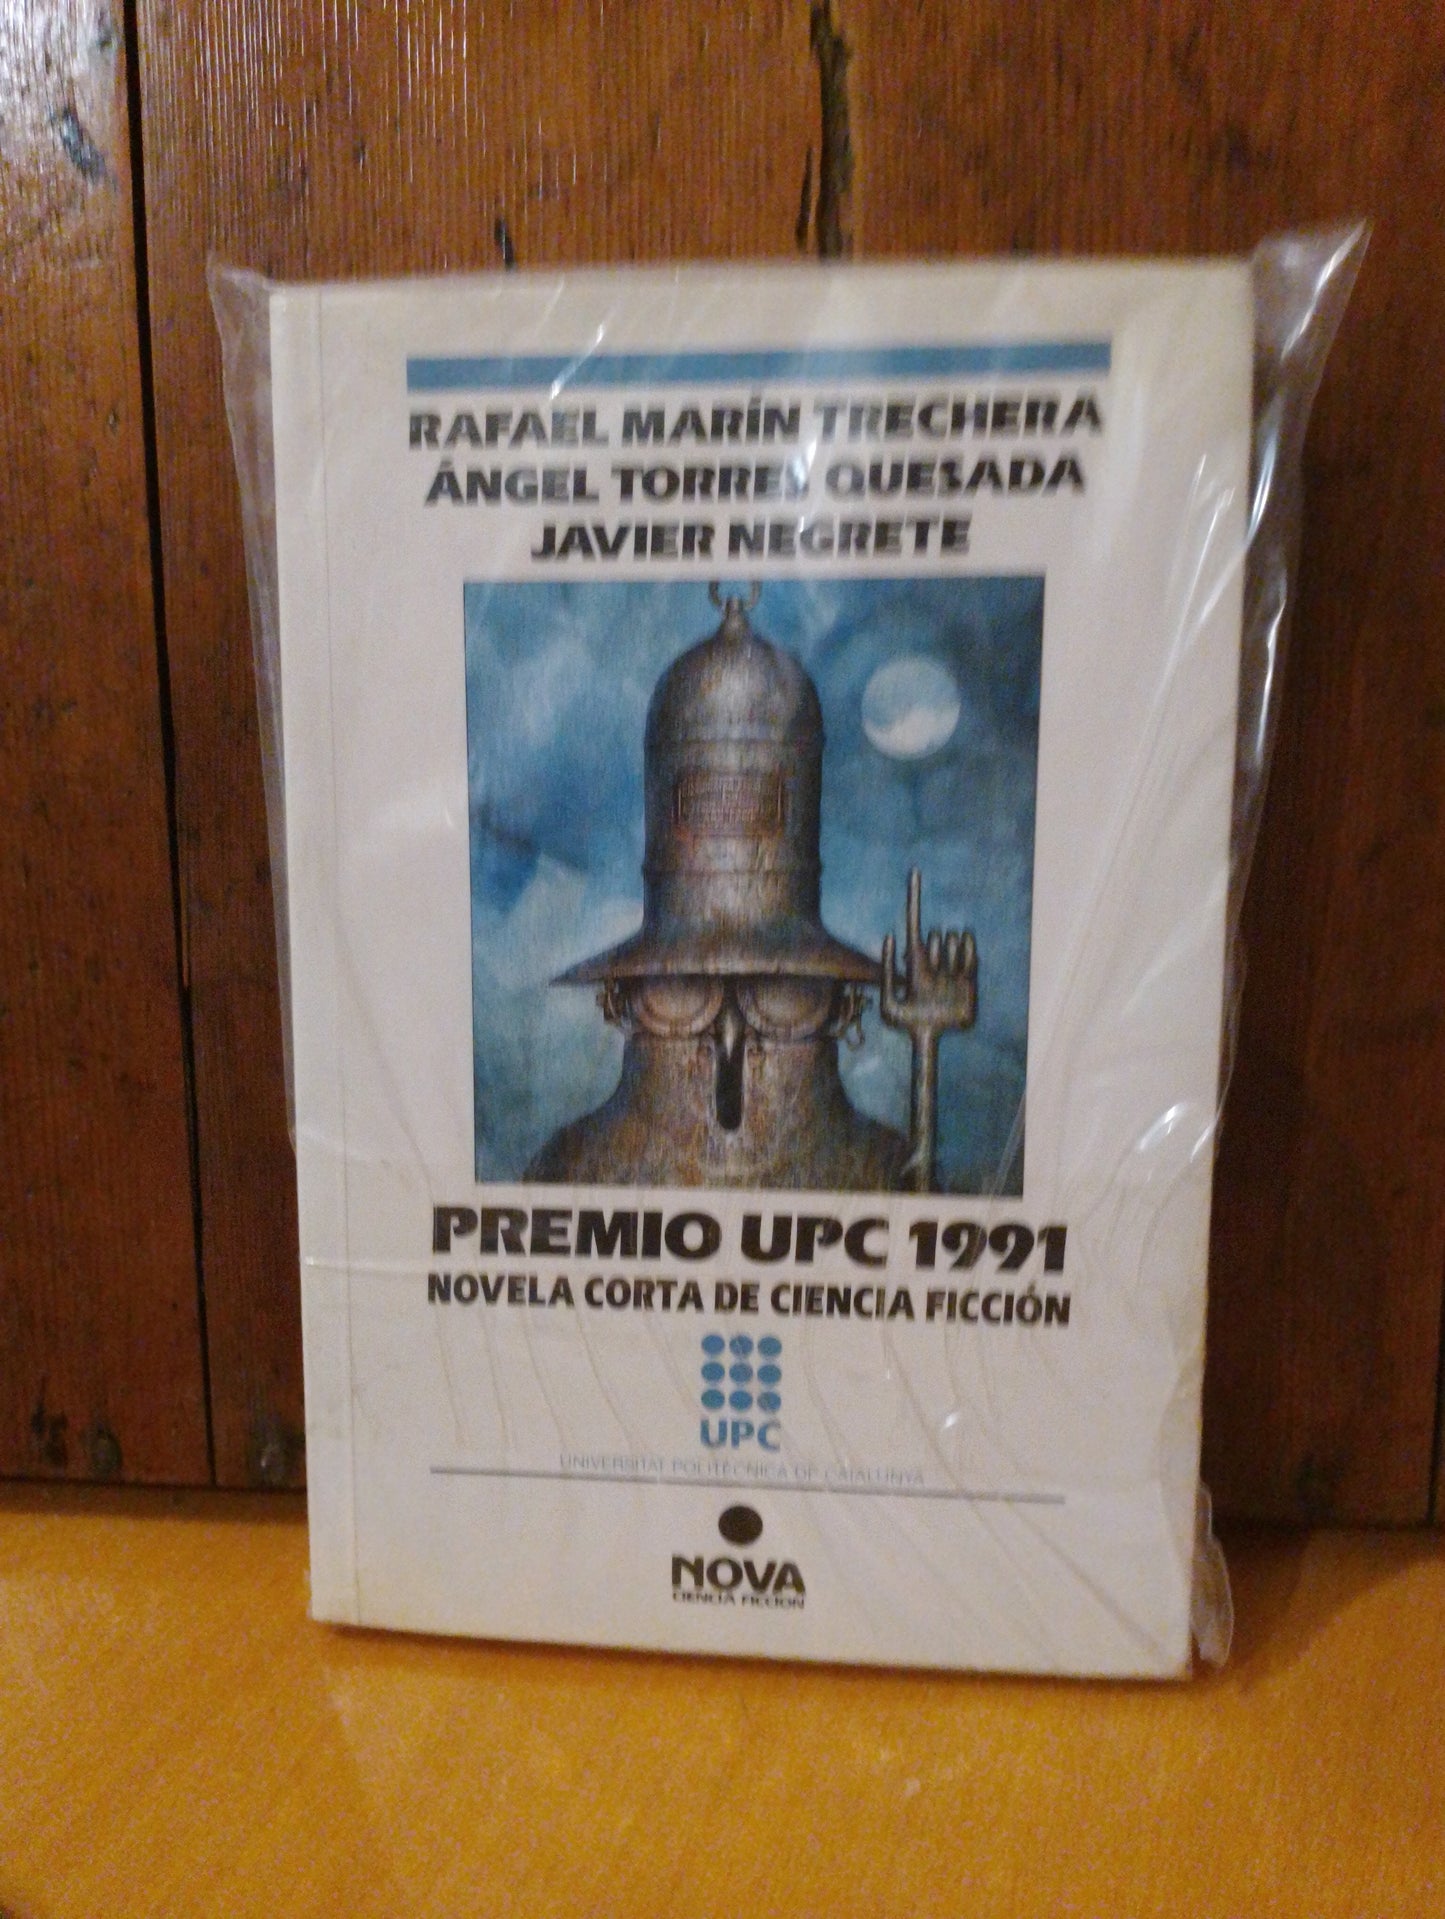 RAFAEL MARÍN TRECHERA
ÁNGEL TORRES QUESADA
JAVIER NEGRETE
PREMIO UPC 1991
NOVELA CORTA DE CIENCIA FICCIÓN
UPC
UNIVERSITAT POLITÈCNICA DE CATALUNYA
NOVA
CIENCIA FICCIÓN